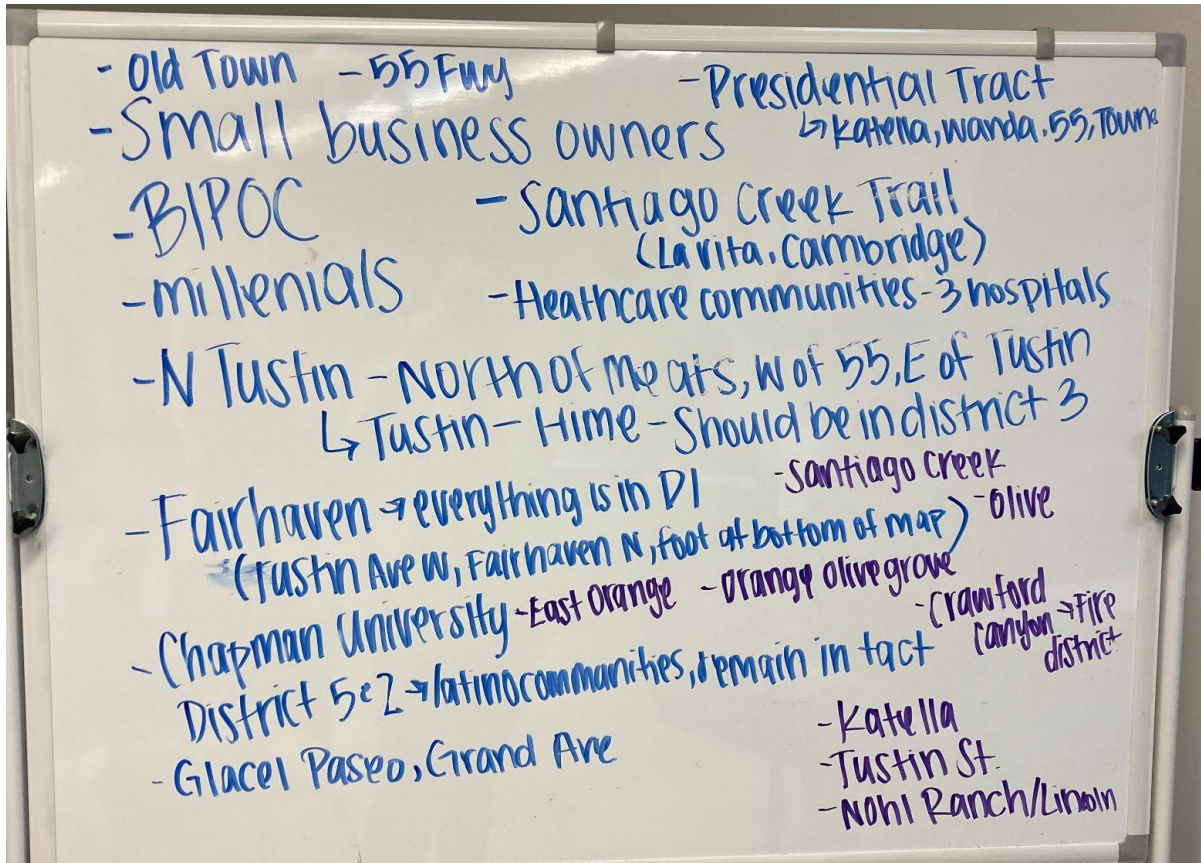 - Old Town - 55 Fwy
- Presidential Tract
↳ Katella, Wanda, 55, Towne
- Small business owners
- BIPOC
- Santiago Creek Trail
(La Vita, Cambridge)
- millenials
- Heathcare communities - 3 hospitals
- N Tustin - North of Meats, W of 55, E of Tustin
↳ Tustin - Hime - Should be in district 3
- Santiago Creek
- Fairhaven → everything is in D1
- Olive
(Tustin Ave W, Fairhaven N, foot at bottom of map)
- Chapman University
- East Orange
- Orange Olive grove
- Crawford
canyon → Fire
district
District 5 & 2 → latino communities, remain in tact
- Katella
- Glacel Paseo, Grand Ave
- Tustin St.
- Nohl Ranch/Lincoln